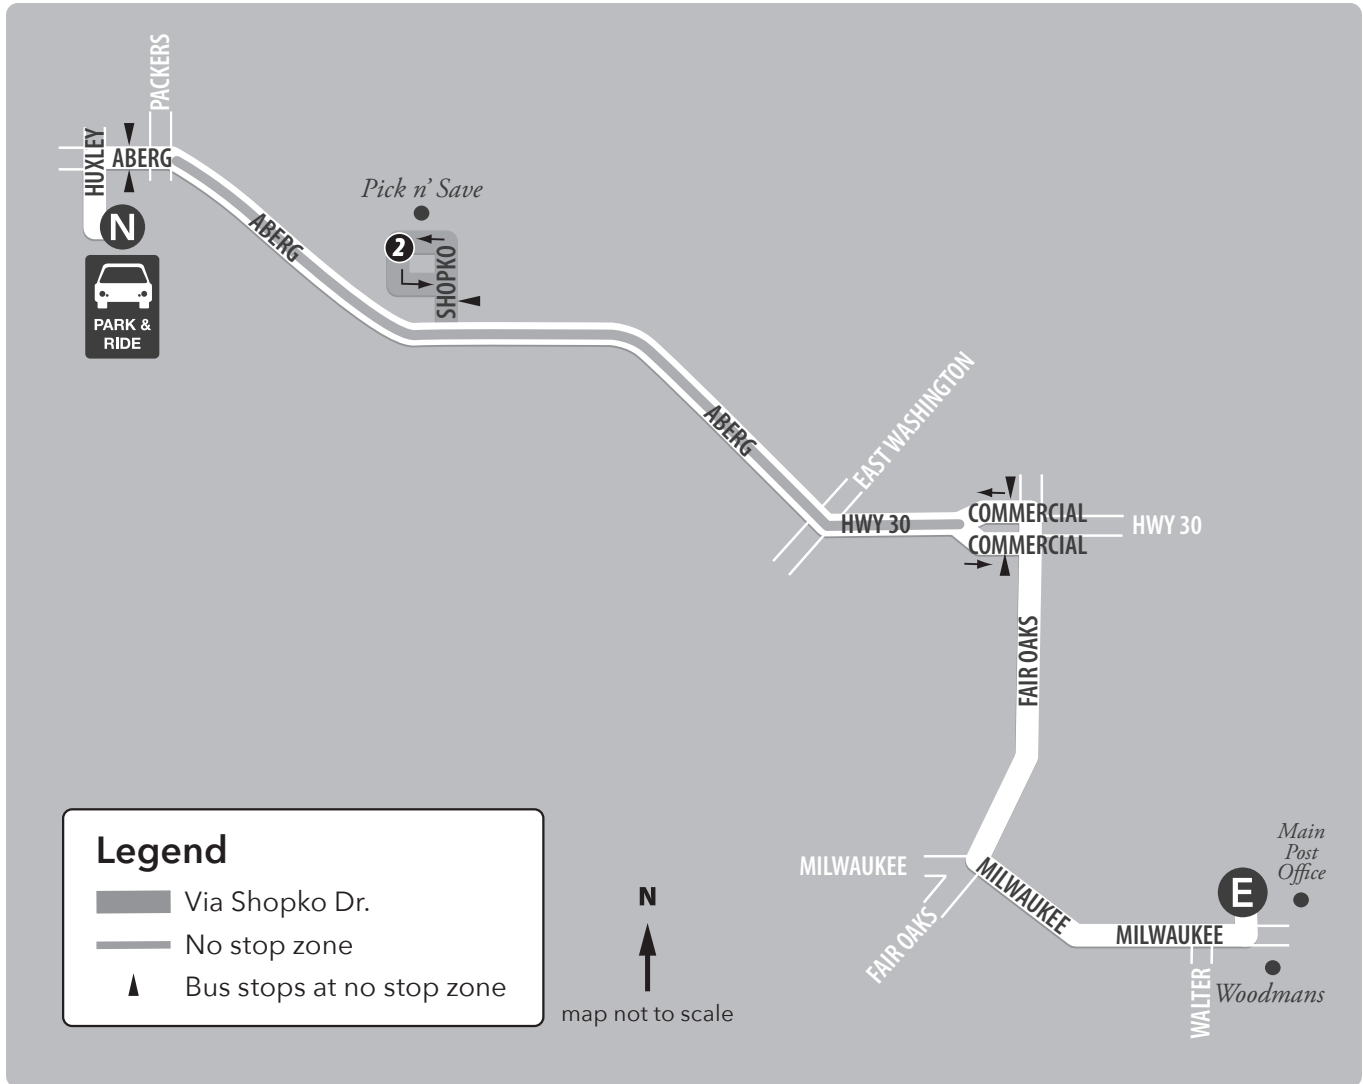 PACKERS
HUXLEY
ABERG
N
PARK &
RIDE
Pick n' Save
2
SHOPKO
ABERG
ABERG
EAST WASHINGTON
HWY 30
COMMERCIAL
COMMERCIAL
HWY 30
FAIR OAKS
MILWAUKEE
FAIR OAKS
MILWAUKEE
MILWAUKEE
WALTER
E
Main
Post
Office
Woodmans
Legend
Via Shopko Dr.
No stop zone
Bus stops at no stop zone
N
map not to scale